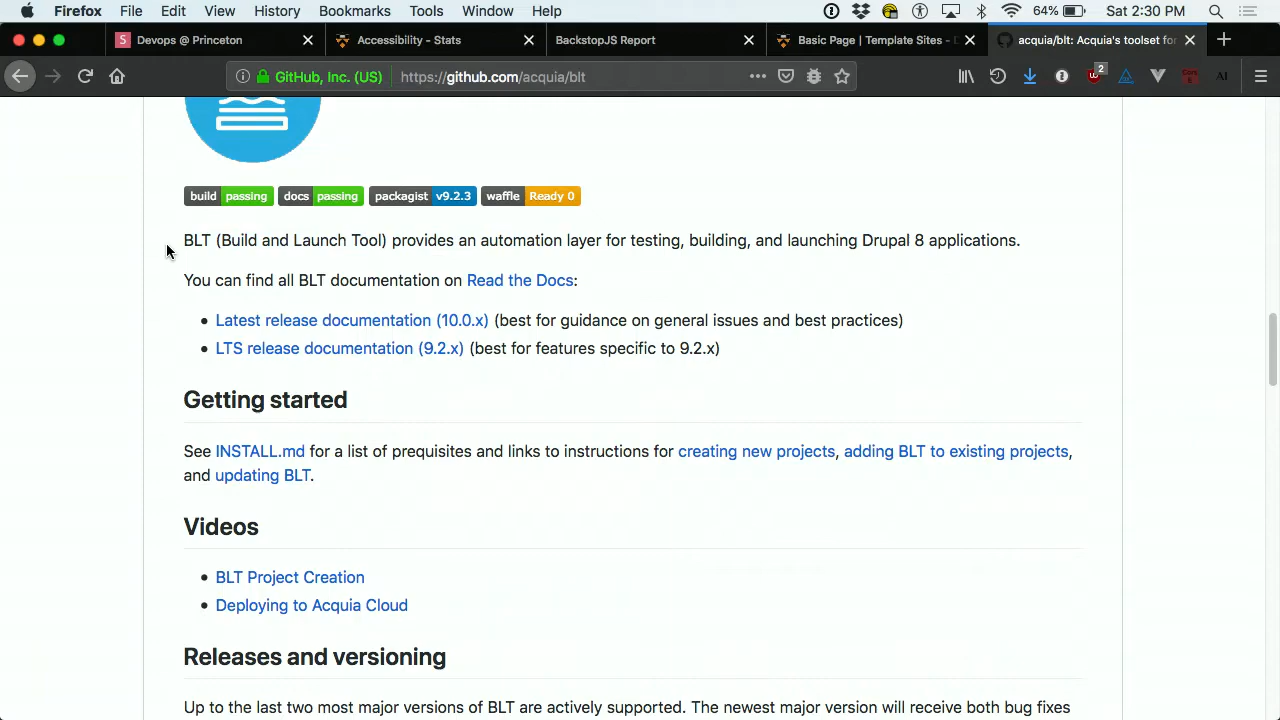 Firefox File Edit View History Bookmarks Tools Window Help 64% Sat 2:30 PM
S Devops @ Princeton Accessibility - Stats BackstopJS Report Basic Page | Template Sites - acquia/blt: Acquia's toolset for
GitHub, Inc. (US) https://github.com/acquia/blt 2
build passing docs passing packagist v9.2.3 waffle Ready 0
BLT (Build and Launch Tool) provides an automation layer for testing, building, and launching Drupal 8 applications.
You can find all BLT documentation on Read the Docs:
• Latest release documentation (10.0.x) (best for guidance on general issues and best practices)
• LTS release documentation (9.2.x) (best for features specific to 9.2.x)
Getting started
See INSTALL.md for a list of prequisites and links to instructions for creating new projects, adding BLT to existing projects,
and updating BLT.
Videos
• BLT Project Creation
• Deploying to Acquia Cloud
Releases and versioning
Up to the last two most major versions of BLT are actively supported. The newest major version will receive both bug fixes